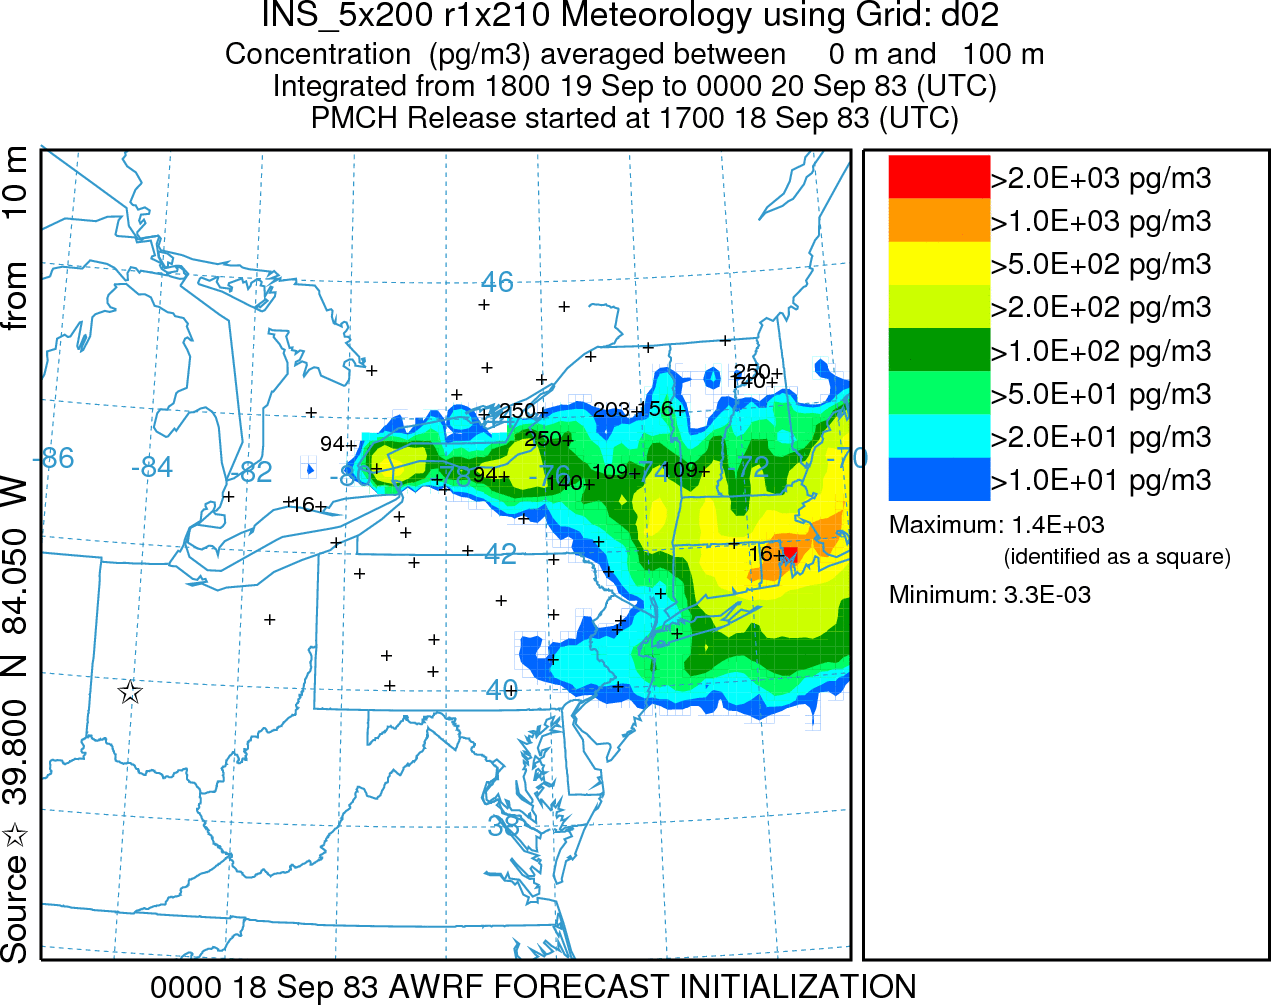 INS_5x200 r1x210 Meteorology using Grid: d02
Concentration (pg/m3) averaged between 0 m and 100 m
Integrated from 1800 19 Sep to 0000 20 Sep 83 (UTC)
PMCH Release started at 1700 18 Sep 83 (UTC)
Source ☆ 39.800 N 84.050 W from 10 m
46
250+
140+
250+
203+
156+
94+
250+
-86
-84
-82
-80
-78
94+
-76
140+
109+
-74
109+
-72
-70
16+
42
16+
40
38
>2.0E+03 pg/m3
>1.0E+03 pg/m3
>5.0E+02 pg/m3
>2.0E+02 pg/m3
>1.0E+02 pg/m3
>5.0E+01 pg/m3
>2.0E+01 pg/m3
>1.0E+01 pg/m3
Maximum: 1.4E+03
(identified as a square)
Minimum: 3.3E-03
0000 18 Sep 83 AWRF FORECAST INITIALIZATION